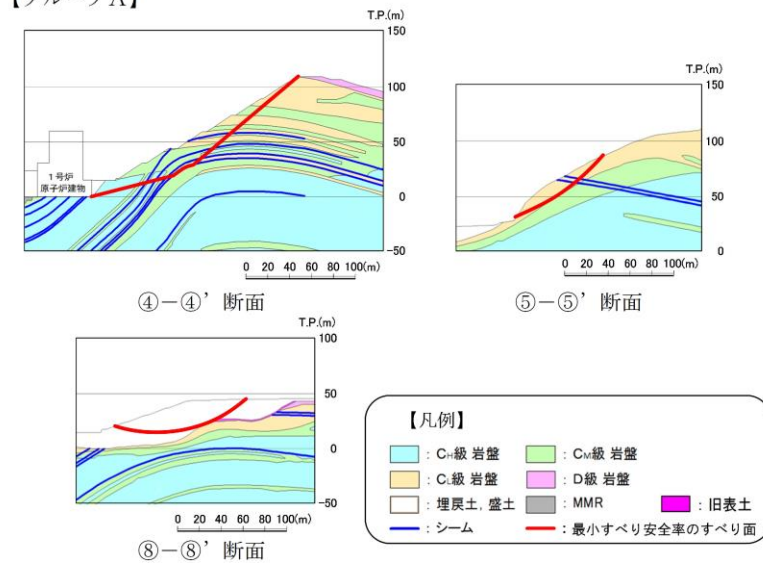 【グループA】
T.P.(m)
150
100
50
0
-50
1号炉
原子炉建物
0 20 40 60 80 100(m)
④－④’ 断面
T.P.(m)
150
100
50
0
0 20 40 60 80 100(m)
⑤－⑤’ 断面
T.P.(m)
100
50
0
-50
0 20 40 60 80 100(m)
⑧－⑧’ 断面
【凡例】
：CH級 岩盤 ：CM級 岩盤
：CL級 岩盤 ：D級 岩盤
：埋戻土，盛土 ：MMR ：旧表土
：シーム ：最小すべり安全率のすべり面